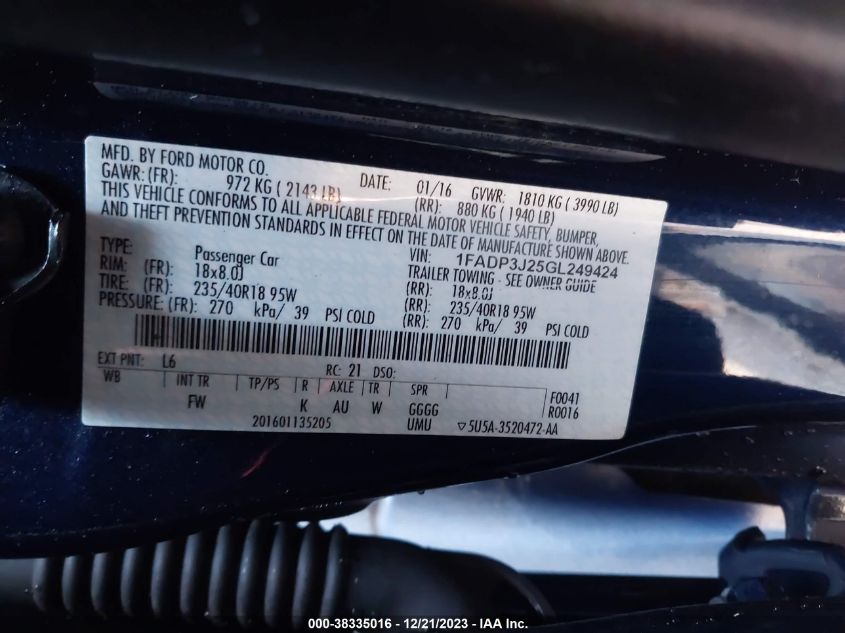 MFD. BY FORD MOTOR CO.
DATE: 01/16 GVWR: 1810 KG ( 3990 LB)
GAWR: (FR): 972 KG ( 2143 LB) (RR): 880 KG ( 1940 LB)
THIS VEHICLE CONFORMS TO ALL APPLICABLE FEDERAL MOTOR VEHICLE SAFETY, BUMPER,
AND THEFT PREVENTION STANDARDS IN EFFECT ON THE DATE OF MANUFACTURE SHOWN ABOVE.
VIN: 1FADP3J25GL249424
TYPE: Passenger Car TRAILER TOWING - SEE OWNER GUIDE
RIM: (FR): 18x8.0J (RR): 18x8.0J
TIRE: (FR): 235/40R18 95W (RR): 235/40R18 95W
PRESSURE: (FR): 270 kPa/ 39 PSI COLD (RR): 270 kPa/ 39 PSI COLD
EXT PNT: L6 RC: 21 DSO:
WB INT TR TP/PS R AXLE TR SPR F0041
FW K AU W GGGG R0016
201601135205 UMU ▽5U5A-3520472-AA
000-38335016 - 12/21/2023 - IAA Inc.